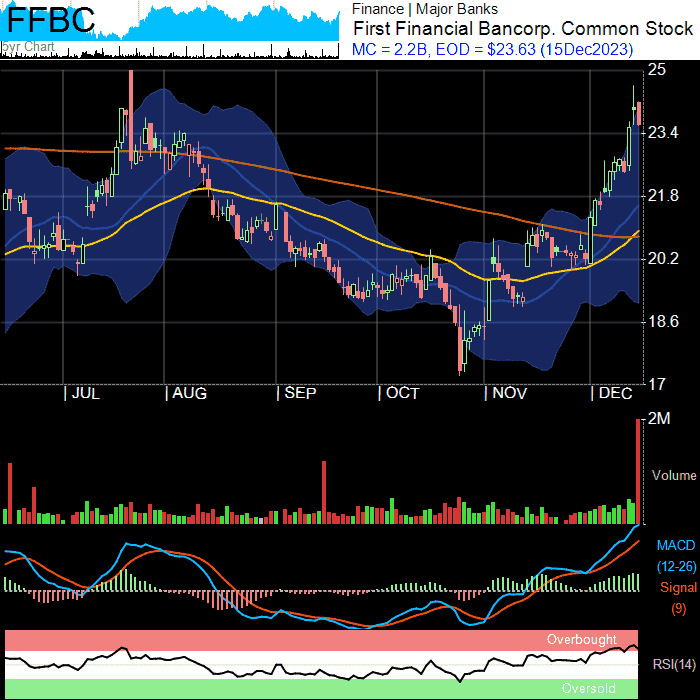 FFBC
5yr Chart
Finance | Major Banks
First Financial Bancorp. Common Stock
MC = 2.2B, EOD = $23.63 (15Dec2023)
25
23.4
21.8
20.2
18.6
17
| JUL | AUG | SEP | OCT | NOV | DEC
2M
Volume
MACD
(12-26)
Signal
(9)
Overbought
RSI(14)
Oversold